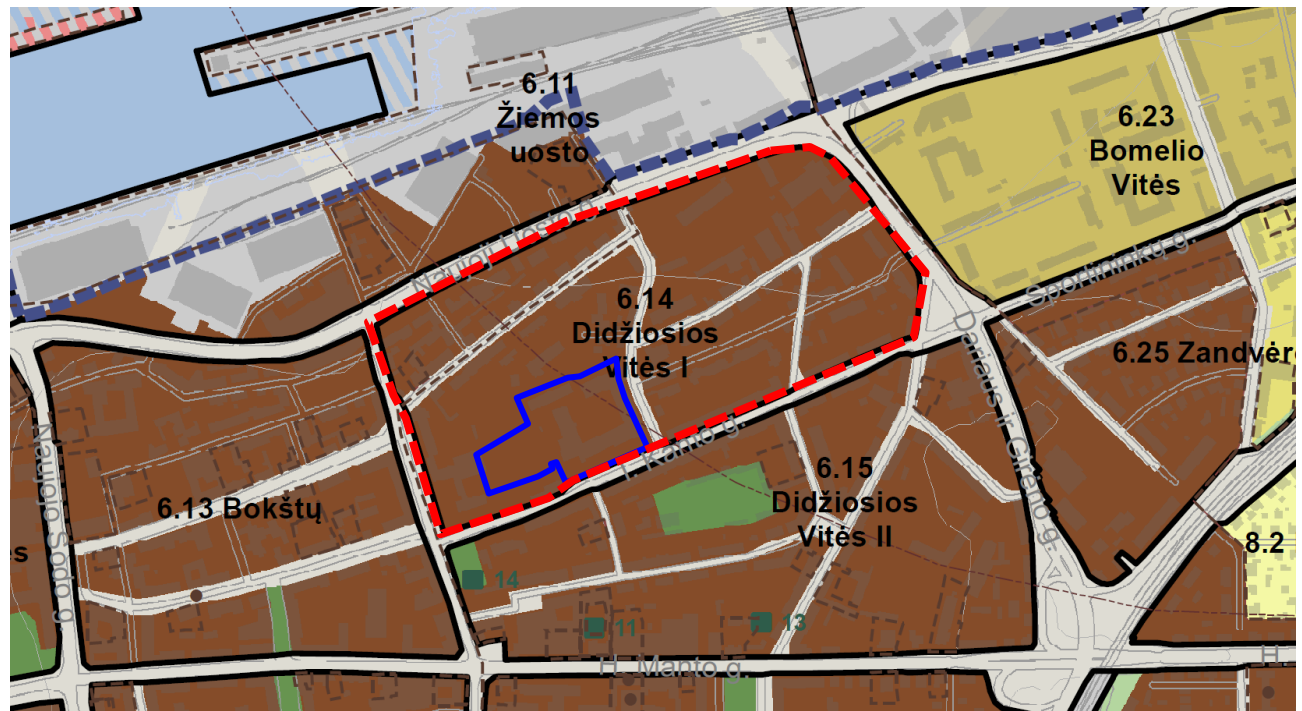 6.11
Žiemos
uosto
6.23
Bomelio
Vitės
Naujoji Uosto g.
Sportininkų g.
6.14
Didžiosios
Vitės I
Dariaus ir Girėno g.
6.25 Zandvėrė
I. Kanto g.
Naujojo Sodo g.
6.13 Bokštų
6.15
Didžiosios
Vitės II
8.2
s
14
11
13
H. Manto g.
H.